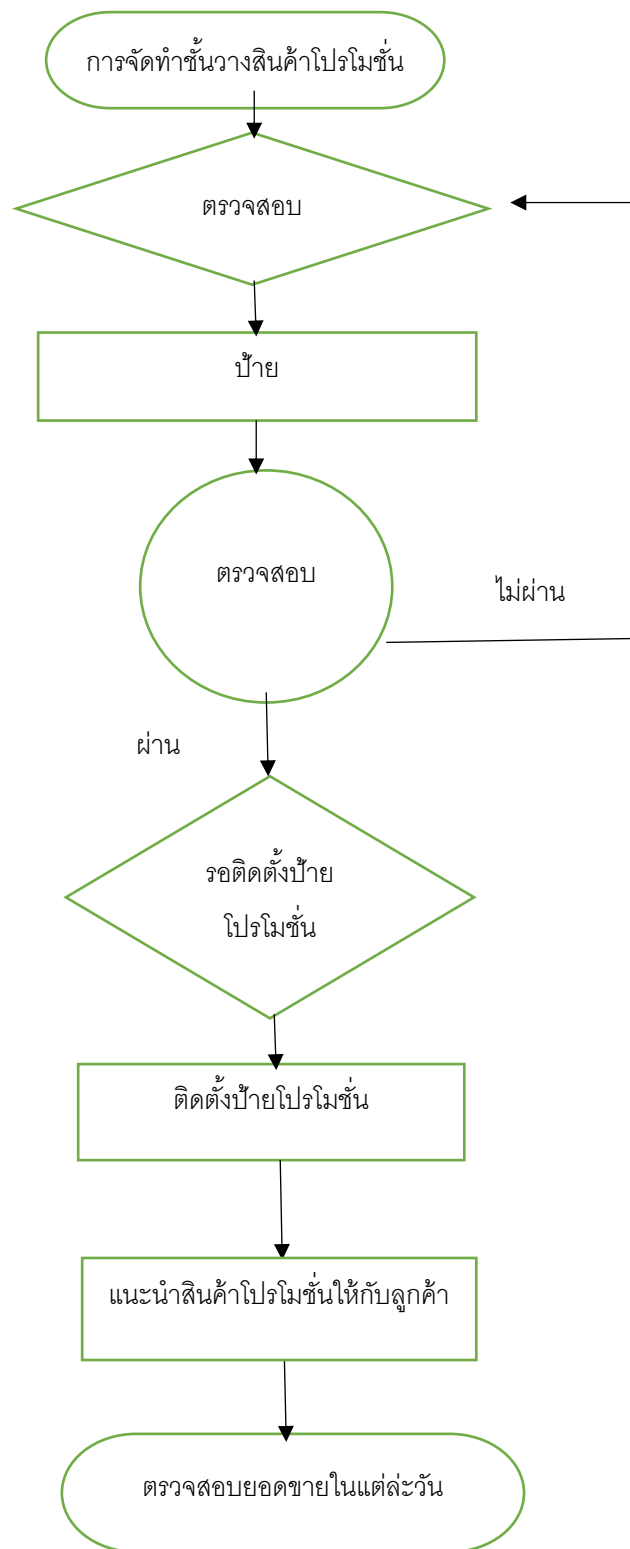 การจัดทำชั้นวางสินค้าโปรโมชั่น
ตรวจสอบ
ป้าย
ตรวจสอบ
ไม่ผ่าน
ผ่าน
รอติดตั้งป้าย
โปรโมชั่น
ติดตั้งป้ายโปรโมชั่น
แนะนำสินค้าโปรโมชั่นให้กับลูกค้า
ตรวจสอบยอดขายในแต่ล่ะวัน